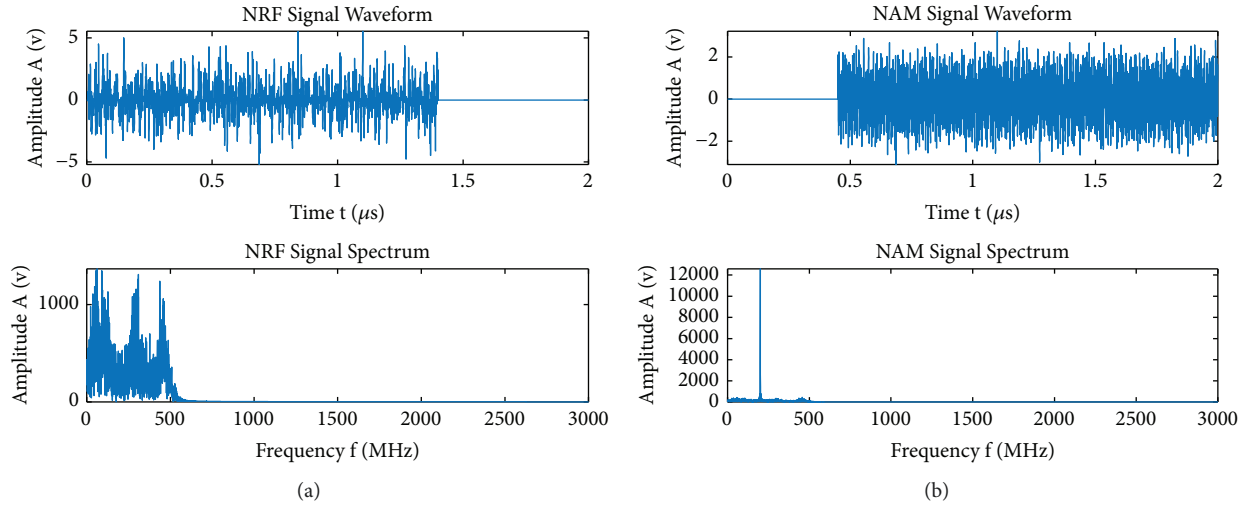 NRF Signal Waveform
5
0
−5
Amplitude A (v)
0 0.5 1 1.5 2
Time t (μs)
NRF Signal Spectrum
1000
0
Amplitude A (v)
0 500 1000 1500 2000 2500 3000
Frequency f (MHz)
(a)
NAM Signal Waveform
2
0
−2
Amplitude A (v)
0 0.5 1 1.5 2
Time t (μs)
NAM Signal Spectrum
12000
10000
8000
6000
4000
2000
0
Amplitude A (v)
0 500 1000 1500 2000 2500 3000
Frequency f (MHz)
(b)